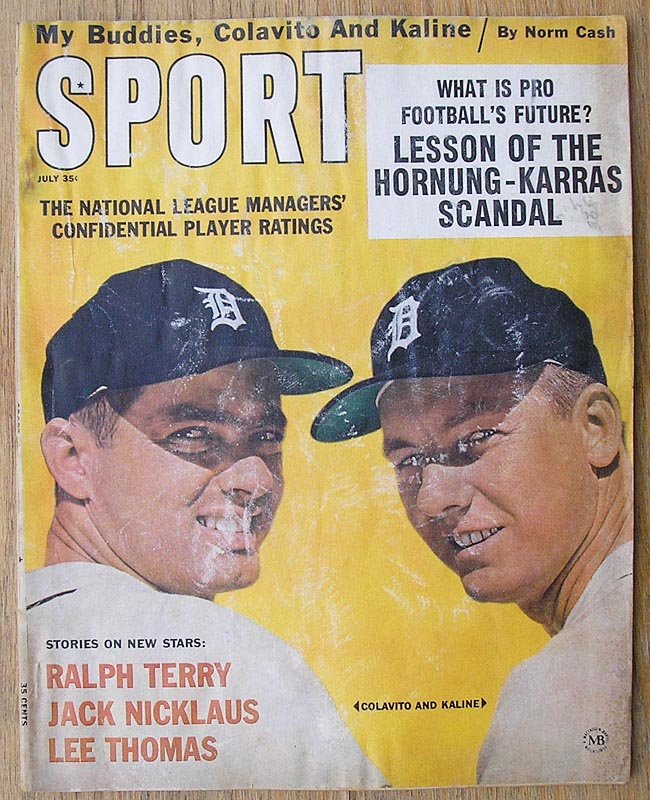 My Buddies, Colavito And Kaline / By Norm Cash
SPORT
JULY 35¢
WHAT IS PRO
FOOTBALL'S FUTURE?
LESSON OF THE
HORNUNG-KARRAS
SCANDAL
THE NATIONAL LEAGUE MANAGERS'
CONFIDENTIAL PLAYER RATINGS
D
D
STORIES ON NEW STARS:
RALPH TERRY
JACK NICKLAUS
LEE THOMAS
COLAVITO AND KALINE
35 CENTS
MB